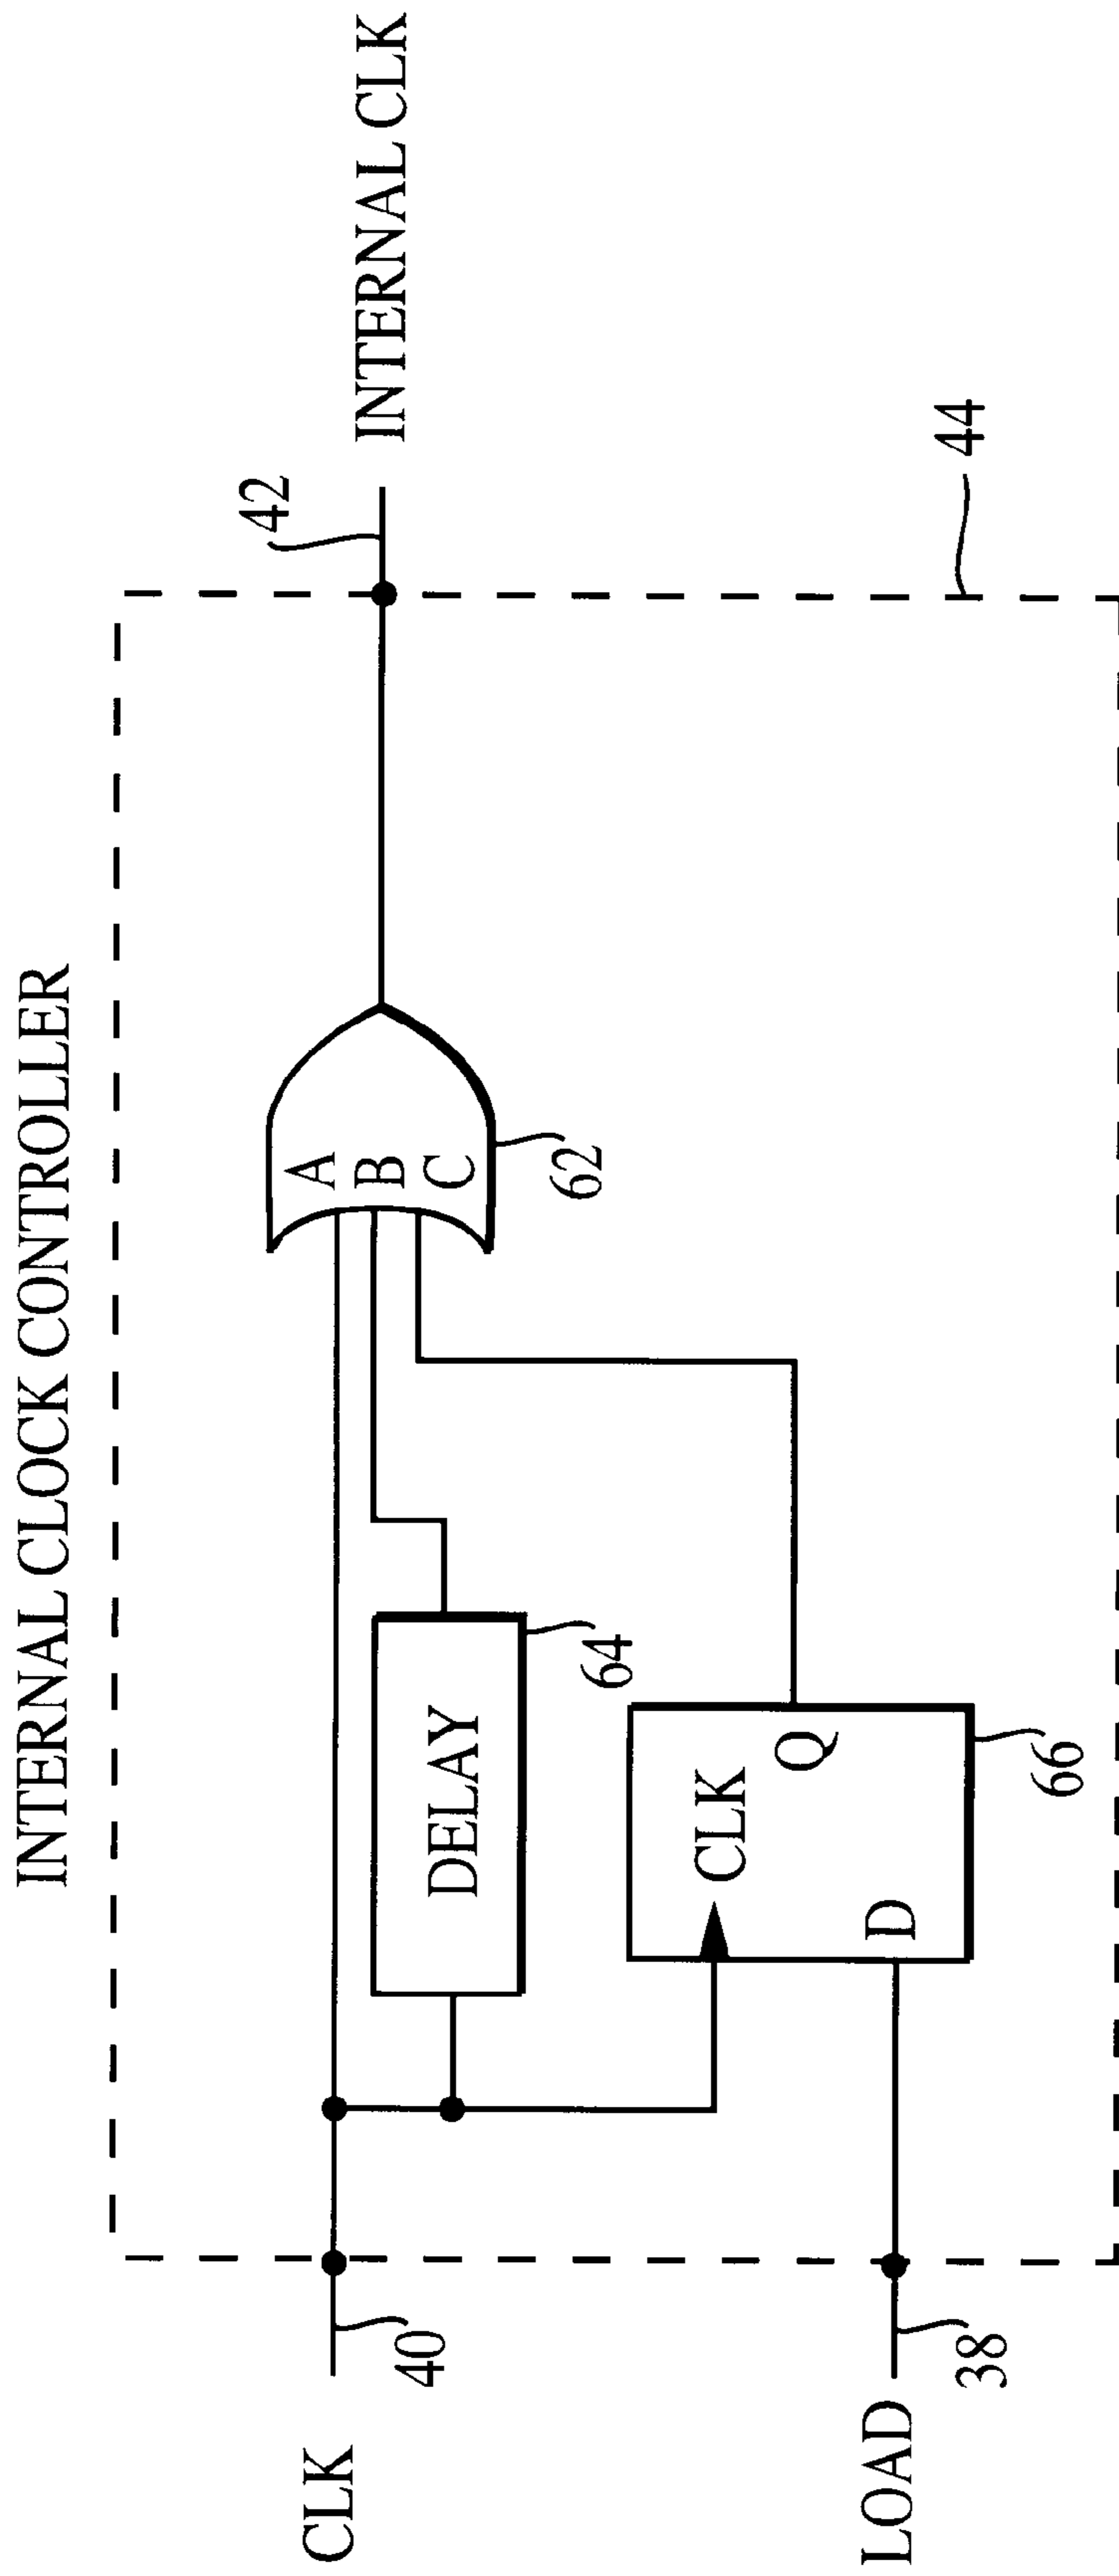 INTERNAL CLOCK CONTROLLER
42
INTERNAL CLK
A
B
C
62
DELAY
64
CLK
40
CLK
Q
D
66
44
LOAD
38